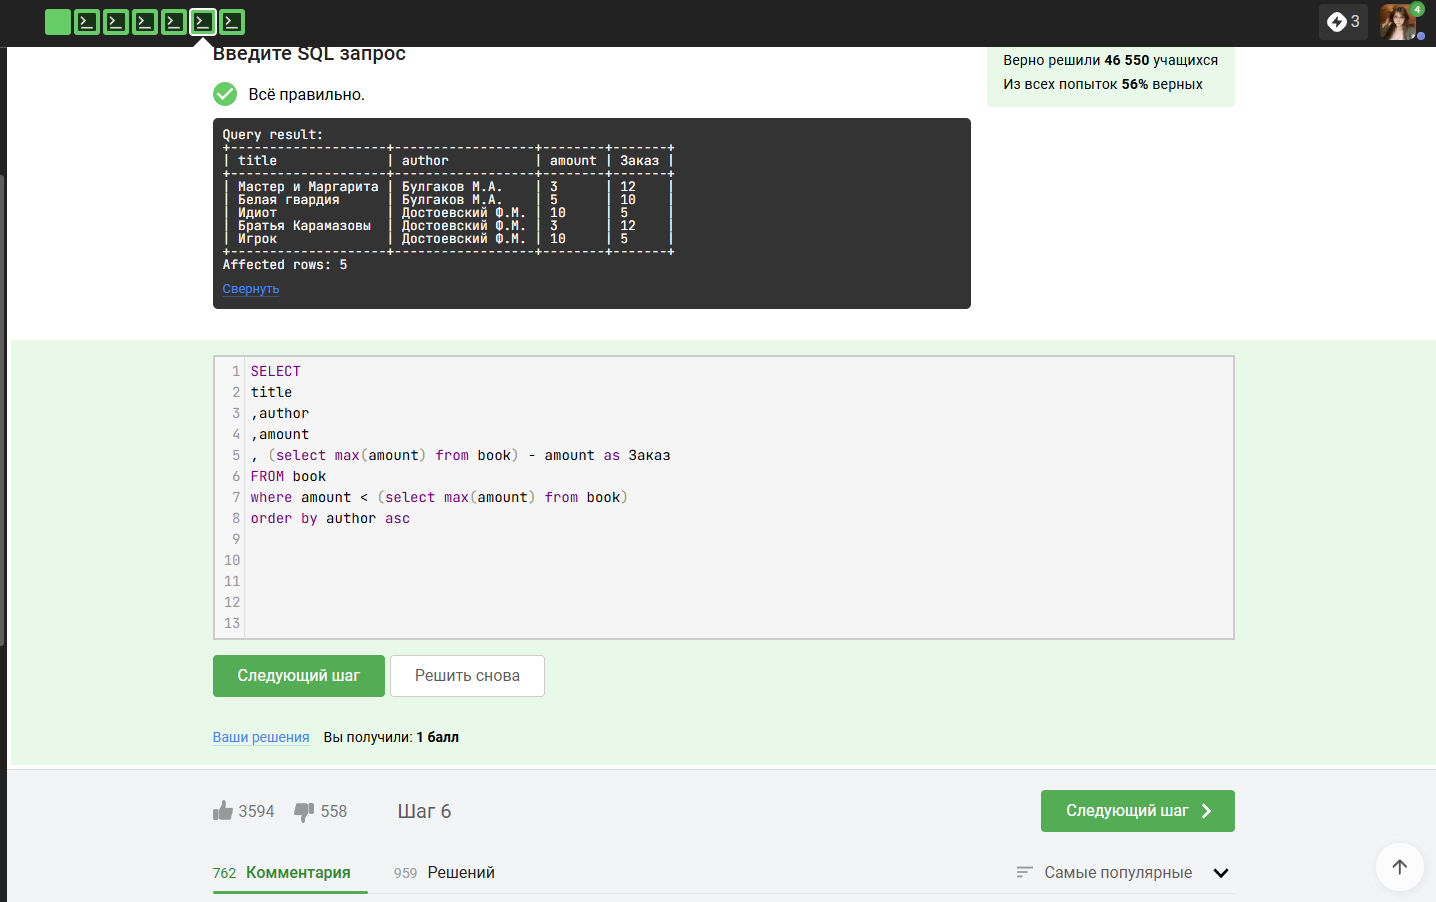 3
4
Введите SQL запрос
Верно решили 46 550 учащихся
Из всех попыток 56% верных
Всё правильно.
Query result:
+--------------------+------------------+--------+-------+
| title              | author           | amount | Заказ |
+--------------------+------------------+--------+-------+
| Мастер и Маргарита | Булгаков М.А.    | 3      | 12    |
| Белая гвардия      | Булгаков М.А.    | 5      | 10    |
| Идиот              | Достоевский Ф.М. | 10     | 5     |
| Братья Карамазовы  | Достоевский Ф.М. | 3      | 12    |
| Игрок              | Достоевский Ф.М. | 10     | 5     |
+--------------------+------------------+--------+-------+
Affected rows: 5
Свернуть
1 SELECT
2 title
3 ,author
4 ,amount
5 , (select max(amount) from book) - amount as Заказ
6 FROM book
7 where amount < (select max(amount) from book)
8 order by author asc
9
10
11
12
13
Следующий шаг
Решить снова
Ваши решения Вы получили: 1 балл
3594 558 Шаг 6
Следующий шаг
762 Комментария 959 Решений
Самые популярные